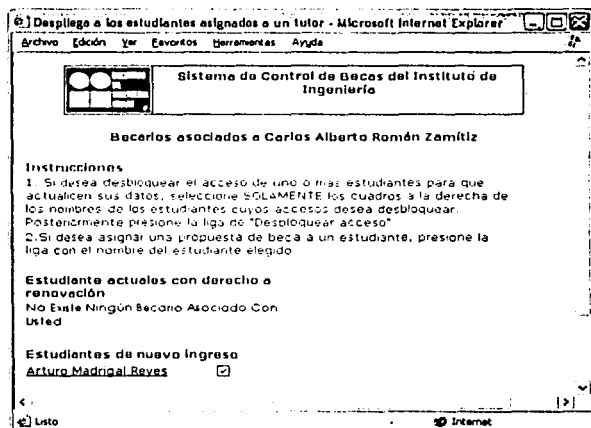 Despliega a los estudiantes asignados a un tutor - Microsoft Internet Explorer
Archivo Edición Ver Favoritos Herramientas Ayuda
Sistema de Control de Becas del Instituto de
Ingeniería
Becarios asociados a Carlos Alberto Román Zamitiz
Instrucciones
1. Si desea desbloquear el acceso de uno o mas estudiantes para que
actualicen sus datos, seleccione SOLAMENTE los cuadros a la derecha de
los nombres de los estudiantes cuyos accesos desea desbloquear.
Posteriormente presione la liga de "Desbloquear acceso"
2.Si desea asignar una propuesta de beca a un estudiante, presione la
liga con el nombre del estudiante elegido
Estudiante actuales con derecho a
renovación
No Existe Ningún Becario Asociado Con
Usted
Estudiantes de nuevo ingreso
Arturo Madrigal Reyes
Listo
Internet